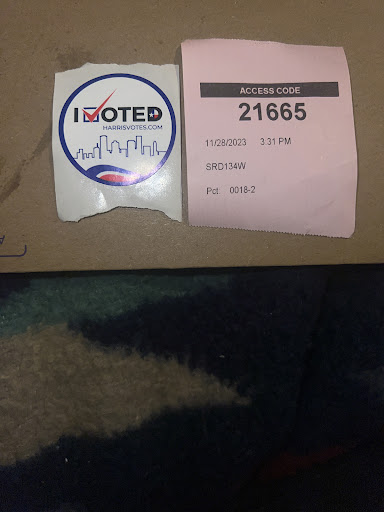 I VOTED
HARRISVOTES.COM
ACCESS CODE
21665
11/28/2023 3:31 PM
SRD134W
Pct: 0018-2